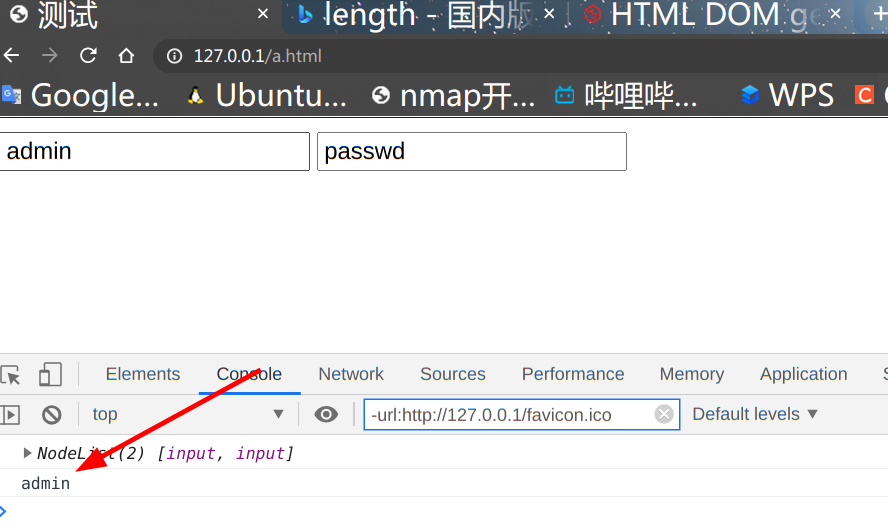 测试 length - 国内版 HTML DOM ge
127.0.0.1/a.html
Google... Ubuntu... nmap开... 哔哩哔... WPS
admin passwd
Elements Console Network Sources Performance Memory Application
top -url:http://127.0.0.1/favicon.ico Default levels
NodeList(2) [input, input]
admin